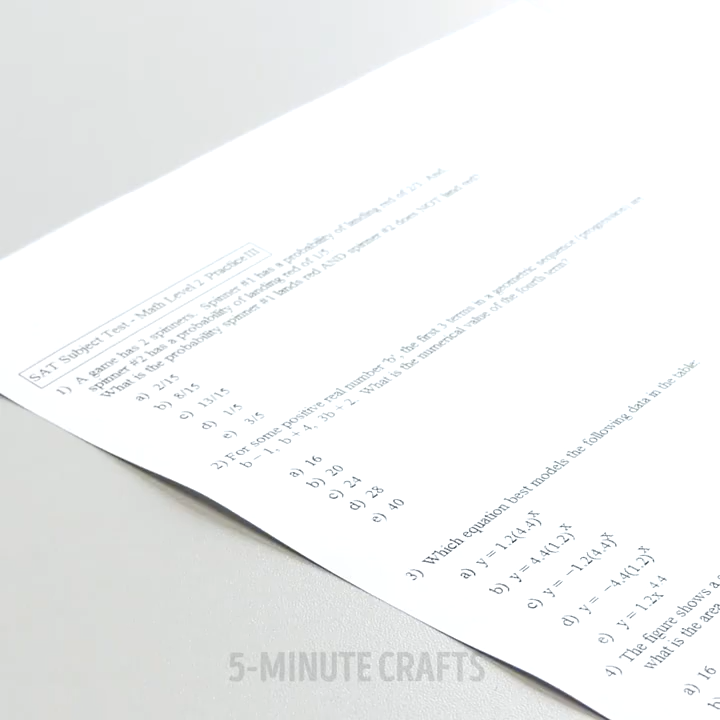 SAT Subject Test - Math Level 2 Practice III
1) A game has 2 spinners. Spinner #1 has a probability of landing red of 2/3. And
spinner #2 has a probability of landing red of 1/5.
What is the probability spinner #1 lands red AND spinner #2 does NOT land red?
a) 2/15
b) 8/15
c) 13/15
d) 1/5
e) 3/5
2) For some positive real number 'b', the first 3 terms in a geometric sequence (progression) are
b – 1, b + 4, 3b + 2. What is the numerical value of the fourth term?
a) 16
b) 20
c) 24
d) 28
e) 40
3) Which equation best models the following data in the table:
a) y = 1.2(4.4)^x
b) y = 4.4(1.2)^x
c) y = –1.2(4.4)^x
d) y = –4.4(1.2)^x
e) y = 1.2x^4.4
4) The figure shows a
what is the area
a) 16
b)
5-MINUTE CRAFTS